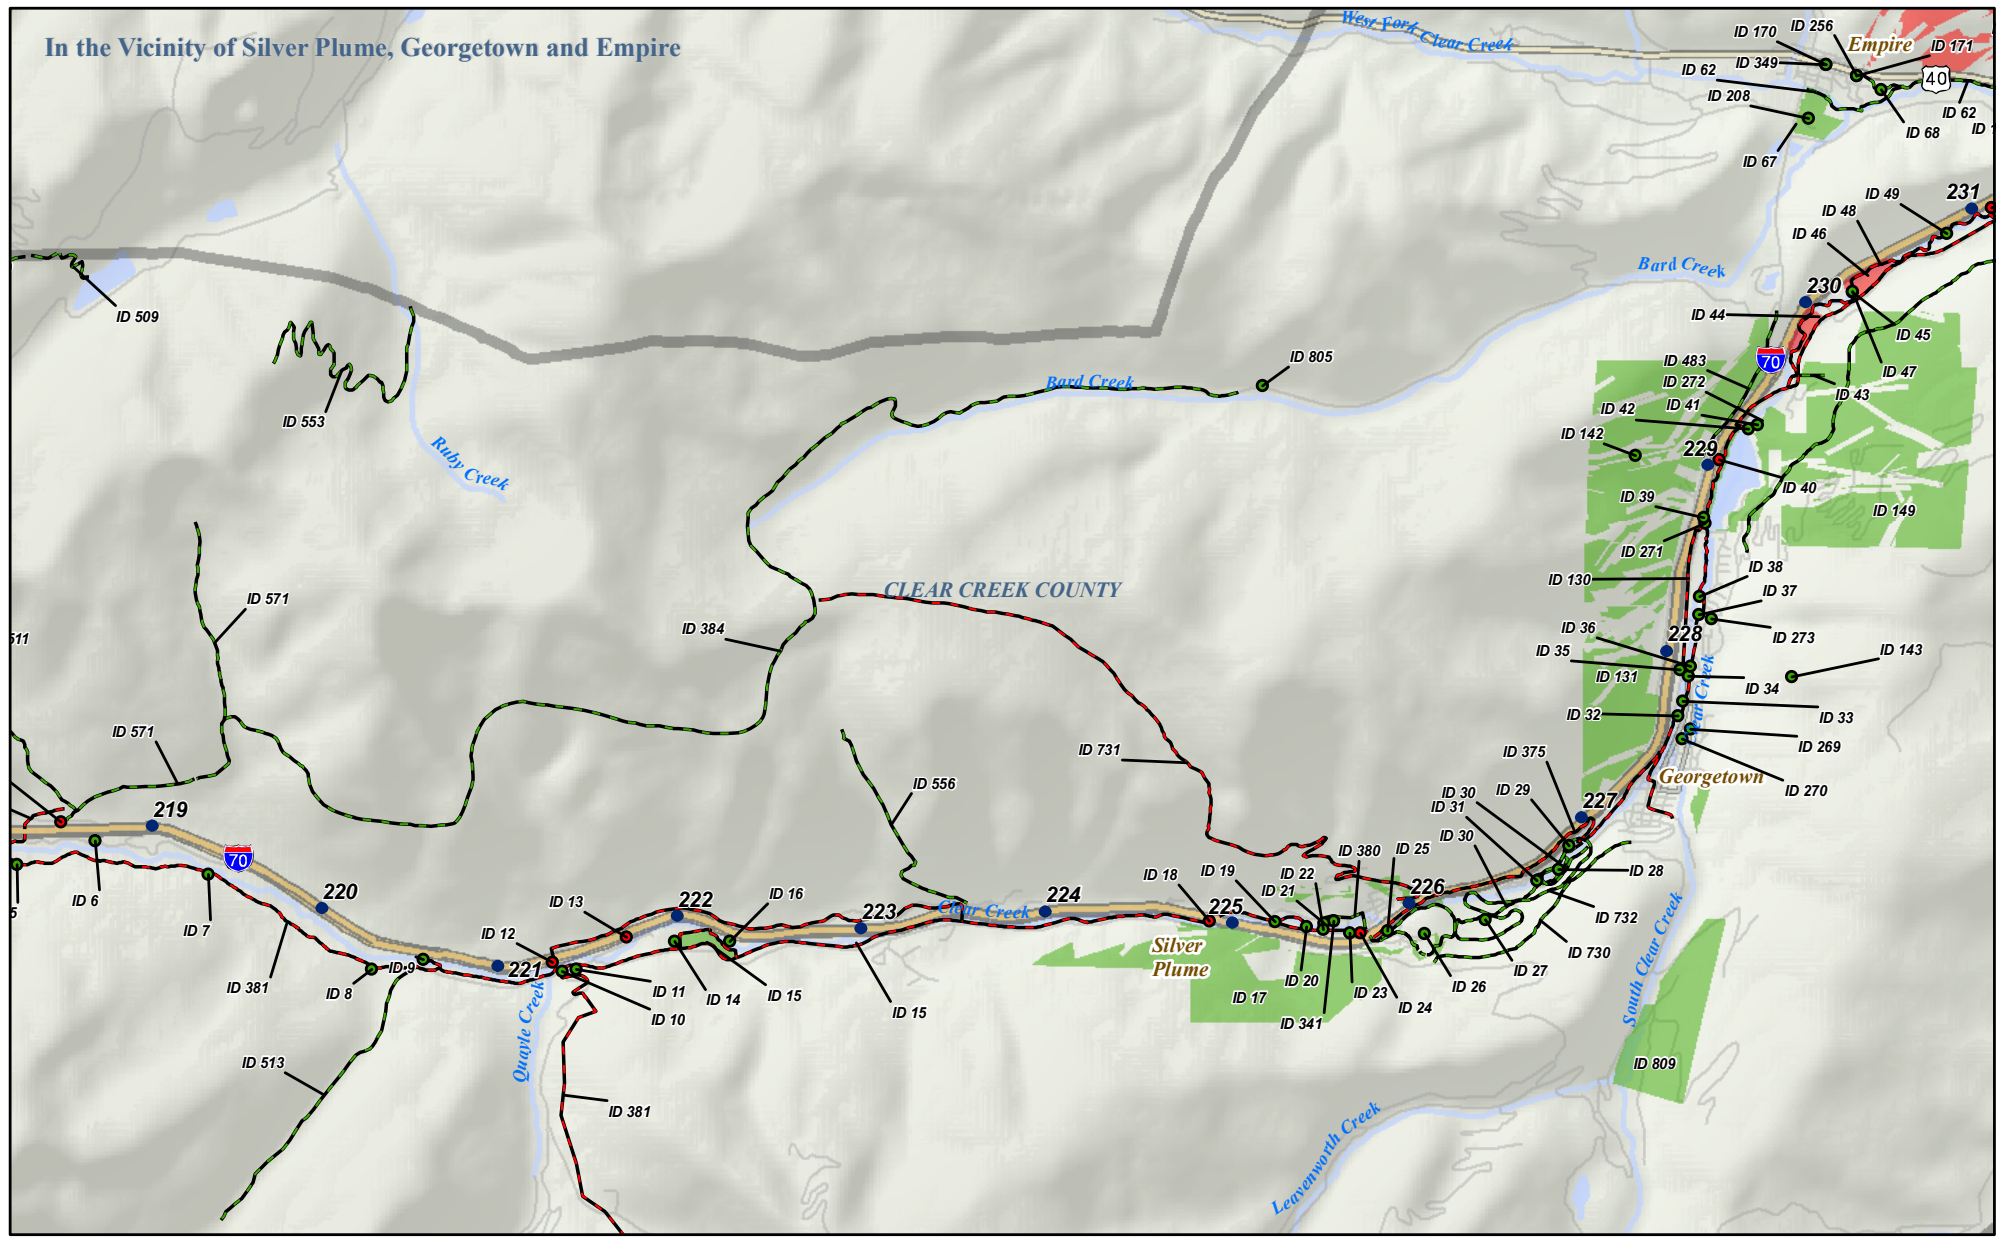 In the Vicinity of Silver Plume, Georgetown and Empire
West Fork Clear Creek
ID 170
ID 256
Empire
ID 171
ID 349
ID 62
40
ID 208
ID 62
ID 68
ID 67
ID 49
231
ID 48
ID 46
Bard Creek
230
ID 509
ID 44
ID 45
ID 805
70
ID 483
ID 47
Bard Creek
ID 272
ID 43
ID 553
ID 42
ID 41
ID 142
229
Ruby Creek
ID 40
ID 39
ID 149
ID 271
ID 38
ID 130
CLEAR CREEK COUNTY
ID 37
ID 571
511
ID 384
ID 36
228
ID 273
ID 35
ID 143
ID 131
ID 34
Clear Creek
ID 32
ID 33
ID 571
ID 731
ID 375
ID 269
Georgetown
ID 556
ID 30
ID 29
ID 270
219
ID 31
227
ID 30
70
ID 380
ID 25
ID 18
ID 19
ID 22
ID 28
220
ID 13
222
ID 16
ID 21
226
6
ID 6
Clear Creek
224
225
223
ID 732
ID 7
ID 12
Silver
Plume
ID 730
ID 9
221
ID 27
ID 381
ID 8
ID 11
ID 14
ID 15
ID 20
ID 26
ID 17
ID 23
ID 24
ID 10
ID 15
ID 341
South Clear Creek
Quayle Creek
ID 513
ID 809
ID 381
Leavenworth Creek